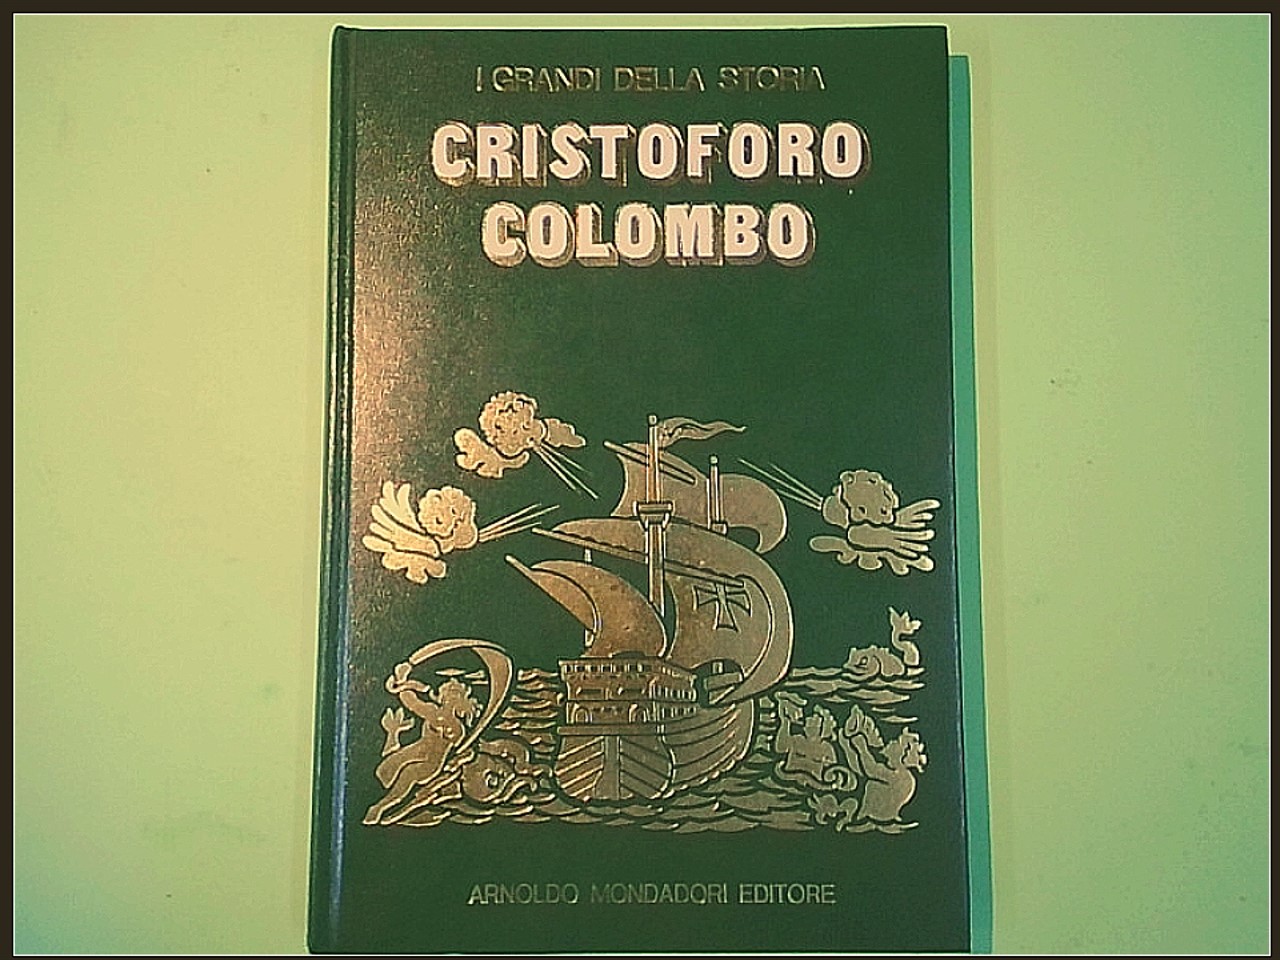 I GRANDI DELLA STORIA
CRISTOFORO
COLOMBO
ARNOLDO MONDADORI EDITORE